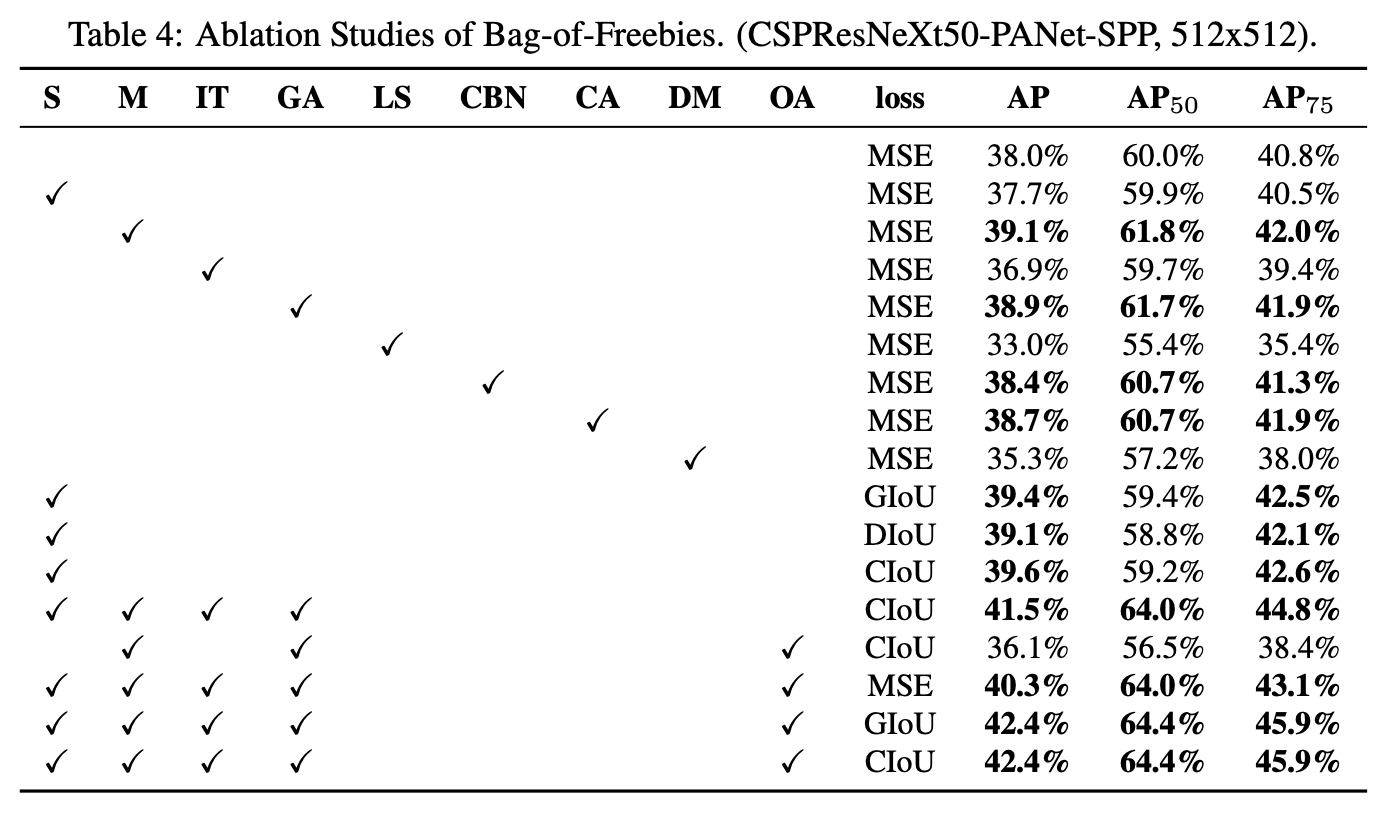 Table 4: Ablation Studies of Bag-of-Freebies. (CSPResNeXt50-PANet-SPP, 512x512).
S M IT GA LS CBN CA DM OA loss AP AP50 AP75
MSE 38.0% 60.0% 40.8%
✓ MSE 37.7% 59.9% 40.5%
✓ MSE 39.1% 61.8% 42.0%
✓ MSE 36.9% 59.7% 39.4%
✓ MSE 38.9% 61.7% 41.9%
✓ MSE 33.0% 55.4% 35.4%
✓ MSE 38.4% 60.7% 41.3%
✓ MSE 38.7% 60.7% 41.9%
✓ MSE 35.3% 57.2% 38.0%
✓ GIoU 39.4% 59.4% 42.5%
✓ DIoU 39.1% 58.8% 42.1%
✓ CIoU 39.6% 59.2% 42.6%
✓ ✓ ✓ ✓ CIoU 41.5% 64.0% 44.8%
✓ ✓ ✓ CIoU 36.1% 56.5% 38.4%
✓ ✓ ✓ ✓ ✓ MSE 40.3% 64.0% 43.1%
✓ ✓ ✓ ✓ ✓ GIoU 42.4% 64.4% 45.9%
✓ ✓ ✓ ✓ ✓ CIoU 42.4% 64.4% 45.9%